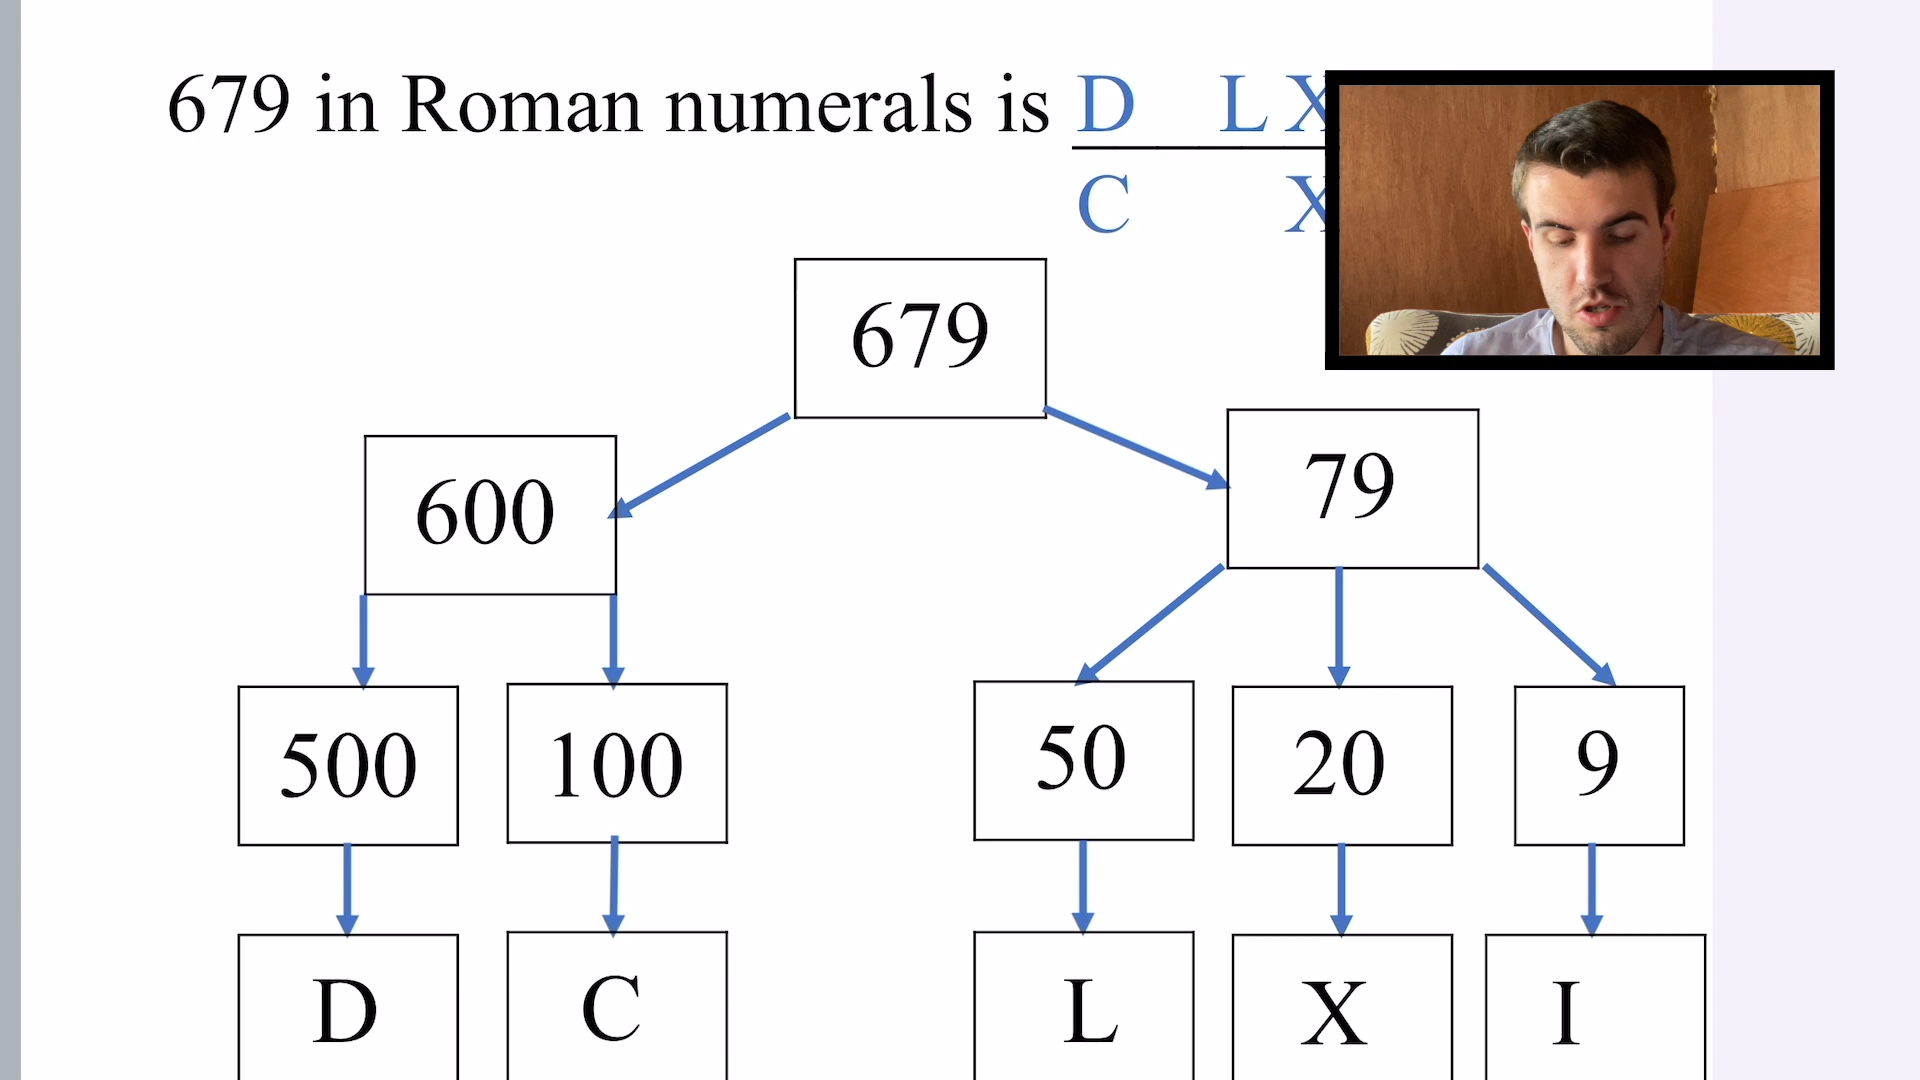 679 in Roman numerals is D L X
C X
679
600
79
500
100
50
20
9
D
C
L
X
I